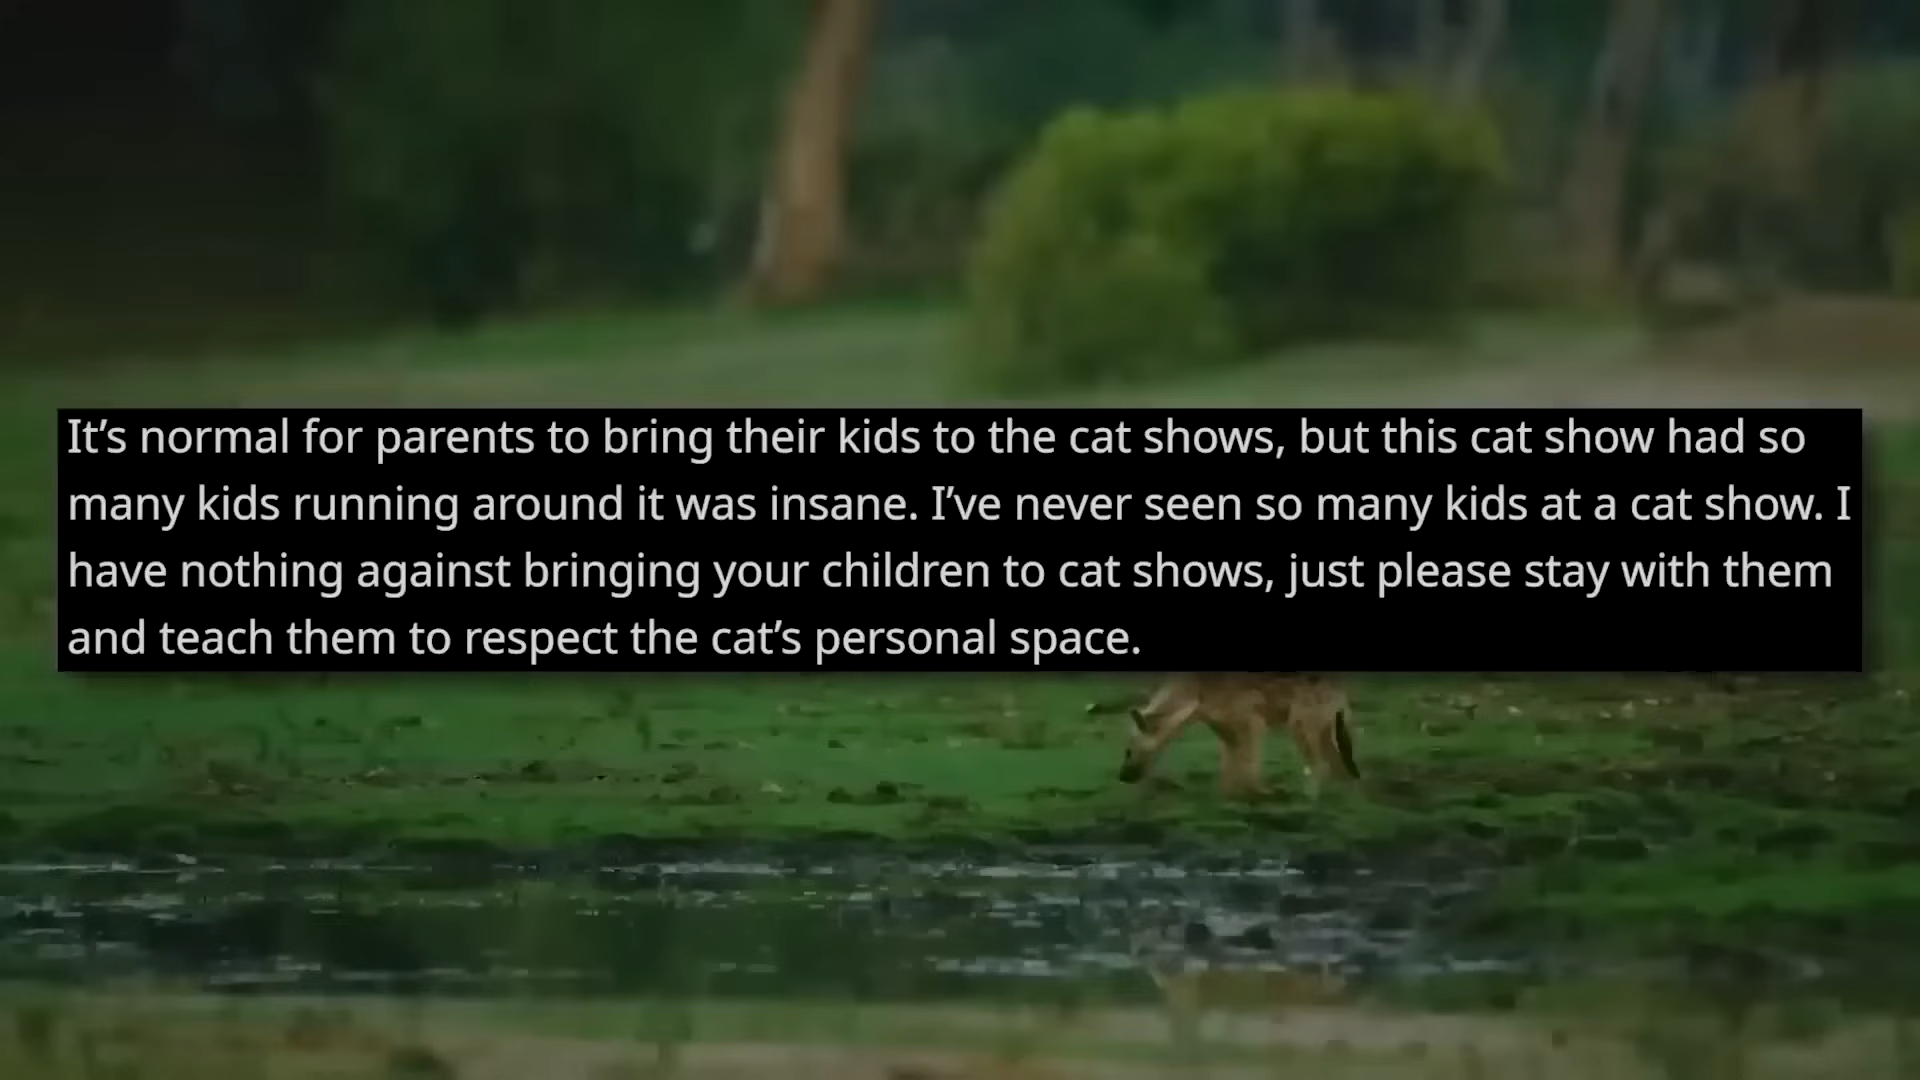 It’s normal for parents to bring their kids to the cat shows, but this cat show had so
many kids running around it was insane. I’ve never seen so many kids at a cat show. I
have nothing against bringing your children to cat shows, just please stay with them
and teach them to respect the cat’s personal space.